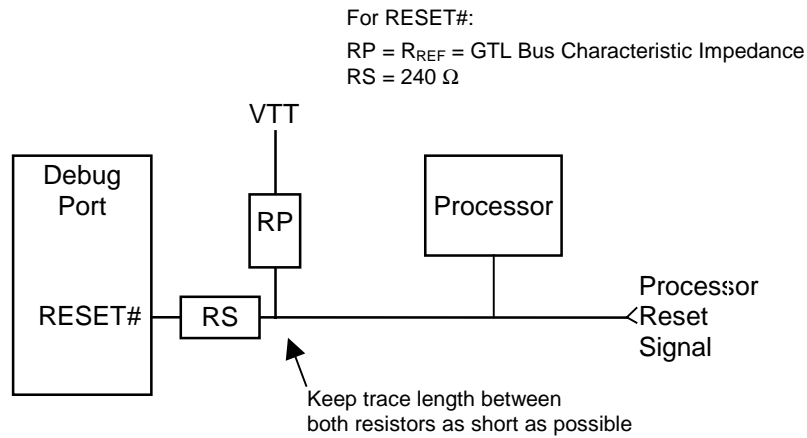 For RESET#:
RP = RREF = GTL Bus Characteristic Impedance
RS = 240 Ω
VTT
Debug
Port
RP
Processor
RESET#
RS
Processor
Reset
Signal
Keep trace length between
both resistors as short as possible